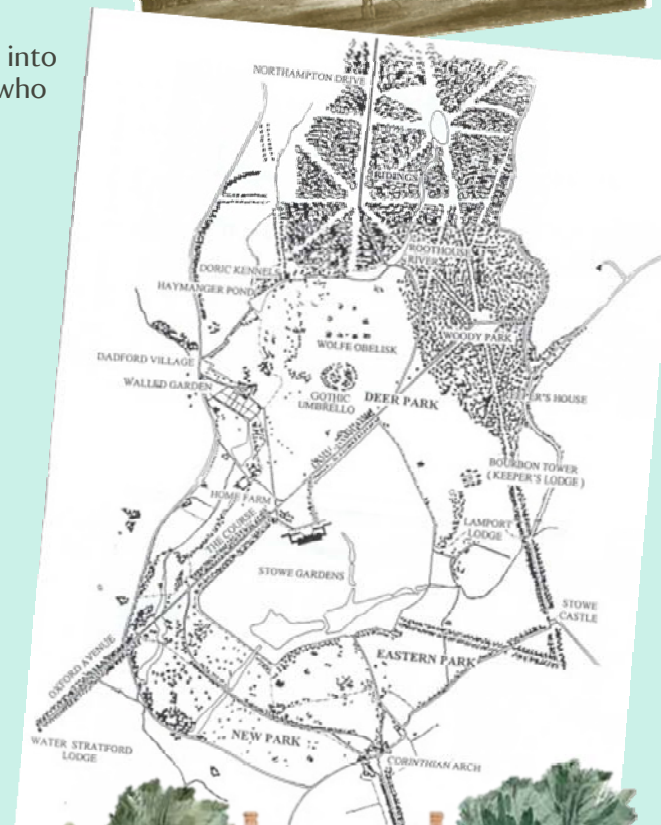 into
who
NORTHAMPTON DRIVE
RIDINGS
ROOTHOUSE
RIVER
DORIC KENNELS
HAYMANGER POND
WOLFE OBELISK
WOODY PARK
DADFORD VILLAGE
WALLED GARDEN
GOTHIC
UMBRELLO
DEER PARK
KEEPER'S HOUSE
BOURBON TOWER
( KEEPER'S LODGE )
HOME FARM
THE COURSE
LAMPORT
LODGE
STOWE GARDENS
STOWE
CASTLE
OXFORD AVENUE
EASTERN PARK
WATER STRATFORD
LODGE
NEW PARK
CORINTHIAN ARCH